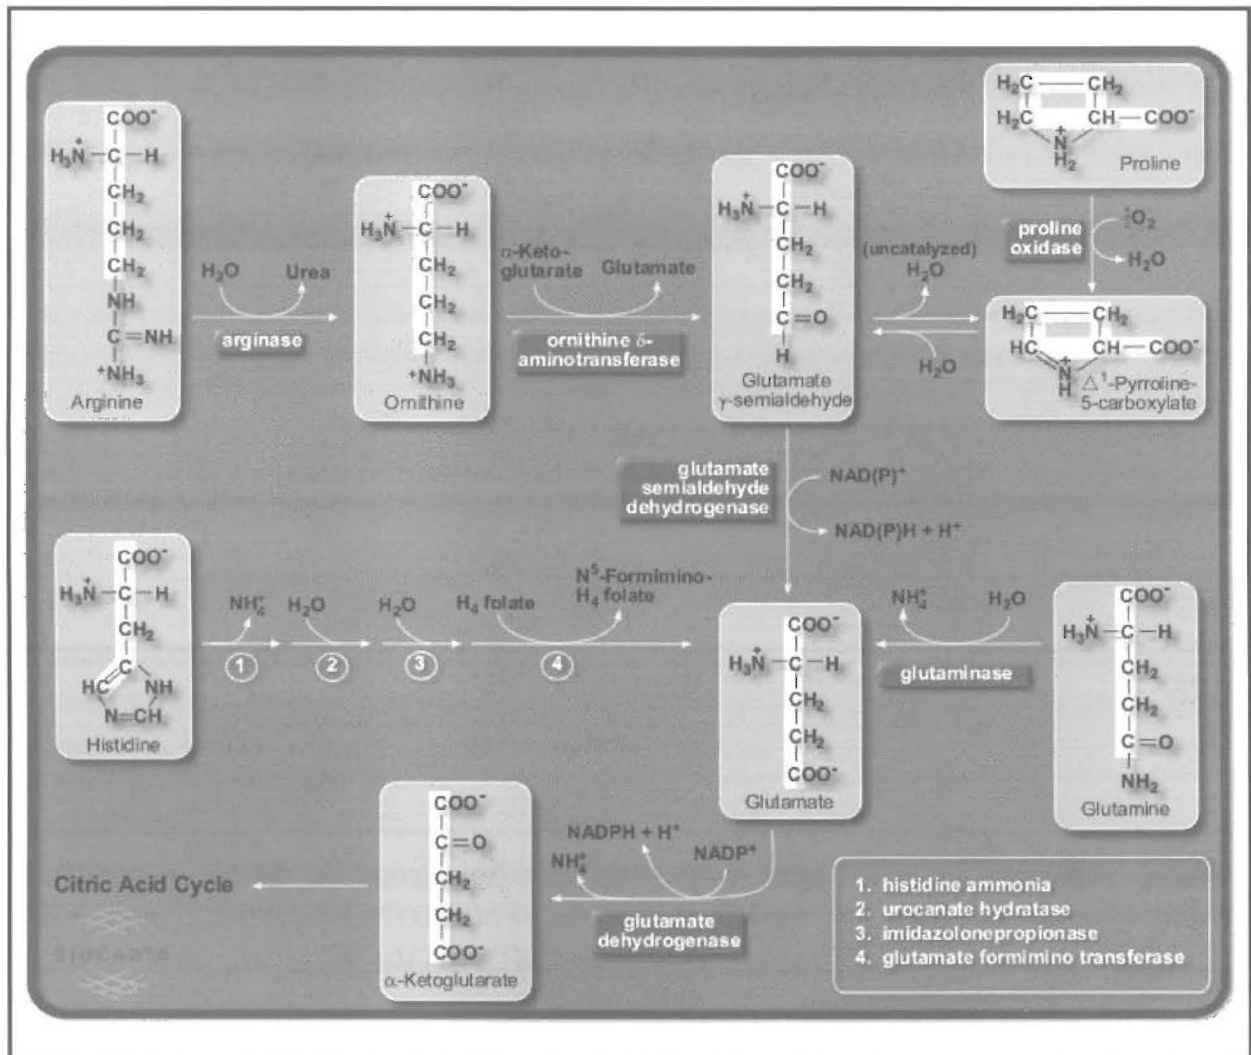 COO⁻
H₃N⁺—C—H
CH₂
CH₂
CH₂
NH
C=NH
⁺NH₃
Arginine
H₃O
Urea
arginase
COO⁻
H₃N⁺—C—H
CH₂
CH₂
CH₂
⁺NH₃
Ornithine
α-Keto-
glutarate
Glutamate
ornithine δ-
aminotransferase
COO⁻
H₃N⁺—C—H
CH₂
CH₂
C=O
H
Glutamate
γ-semialdehyde
(uncatalyzed)
H₂O
H₂O
H₂C—CH₂
H₂C CH—COO⁻
N⁺
H₂
Proline
proline
oxidase
½O₂
H₂O
H₂C—CH₂
HC CH—COO⁻
N⁺
H
△¹-Pyrroline-
5-carboxylate
glutamate
semialdehyde
dehydrogenase
NAD(P)⁺
NAD(P)H + H⁺
COO⁻
H₃N⁺—C—H
CH₂
HC NH
N=CH
Histidine
NH₄⁺
H₂O
H₂O
H₄ folate
N⁵-Formimino-
H₄ folate
1
2
3
4
COO⁻
H₃N⁺—C—H
CH₂
CH₂
COO⁻
Glutamate
NH₄⁺
H₂O
glutaminase
COO⁻
H₃N⁺—C—H
CH₂
CH₂
C=O
NH₂
Glutamine
NADPH + H⁺
NH₄⁺
NADP⁺
glutamate
dehydrogenase
COO⁻
C=O
CH₂
CH₂
COO⁻
α-Ketoglutarate
Citric Acid Cycle
BIOCARTA
1. histidine ammonia
2. urocanate hydratase
3. imidazolonepropionase
4. glutamate formimino transferase